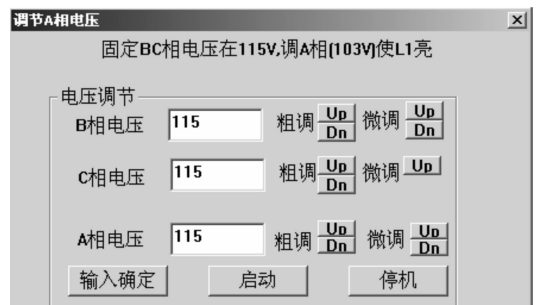 调节A相电压
固定BC相电压在115V,调A相(103V)使L1亮
电压调节
B相电压 115 粗调 Up Dn 微调 Up Dn
C相电压 115 粗调 Up Dn 微调 Up
A相电压 115 粗调 Up Dn 微调 Up Dn
输入确定 启动 停机